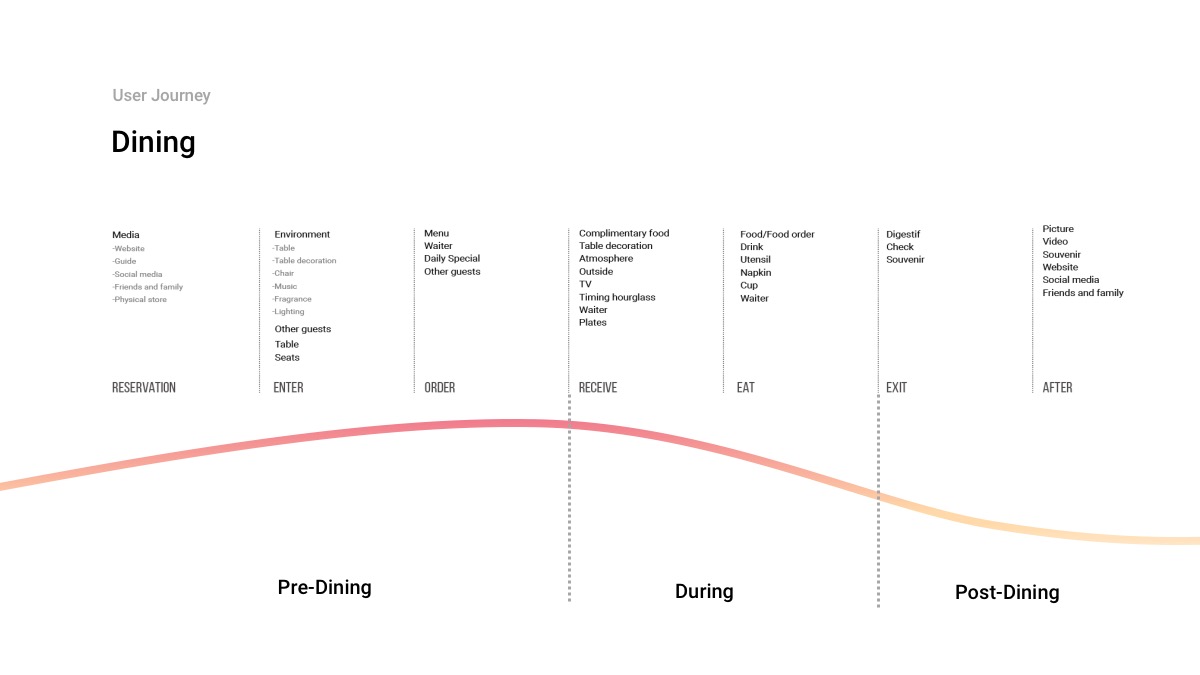 User Journey
Dining
Media
-Website
-Guide
-Social media
-Friends and family
-Physical store
RESERVATION
Environment
-Table
-Table decoration
-Chair
-Music
-Fragrance
-Lighting
Other guests
Table
Seats
ENTER
Menu
Waiter
Daily Special
Other guests
ORDER
Complimentary food
Table decoration
Atmosphere
Outside
TV
Timing hourglass
Waiter
Plates
RECEIVE
Food/Food order
Drink
Utensil
Napkin
Cup
Waiter
EAT
Digestif
Check
Souvenir
EXIT
Picture
Video
Souvenir
Website
Social media
Friends and family
AFTER
Pre-Dining
During
Post-Dining